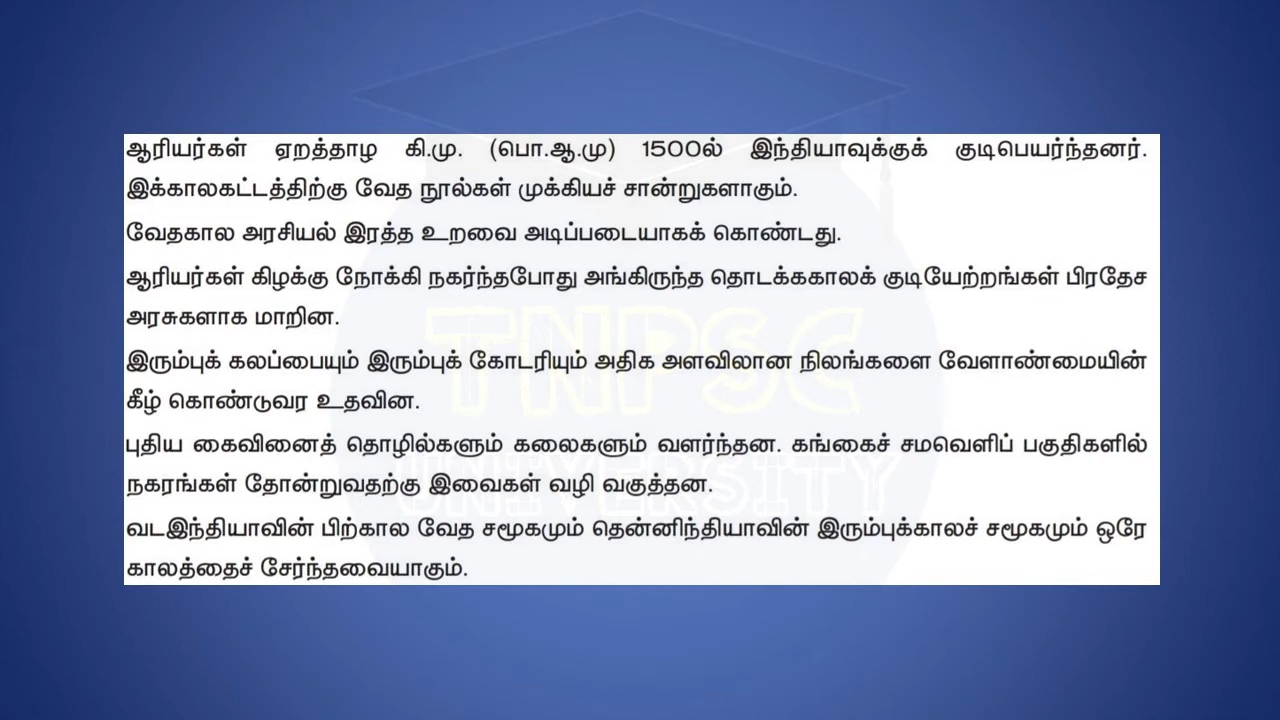 ஆரியர்கள் ஏறத்தாழ கி.மு. (பொ.ஆ.மு) 1500ல் இந்தியாவுக்குக் குடிபெயர்ந்தனர்.
இக்காலகட்டத்திற்கு வேத நூல்கள் முக்கியச் சான்றுகளாகும்.
வேதகால அரசியல் இரத்த உறவை அடிப்படையாகக் கொண்டது.
ஆரியர்கள் கிழக்கு நோக்கி நகர்ந்தபோது அங்கிருந்த தொடக்ககாலக் குடியேற்றங்கள் பிரதேச
அரசுகளாக மாறின.
இரும்புக் கலப்பையும் இரும்புக் கோடரியும் அதிக அளவிலான நிலங்களை வேளாண்மையின்
கீழ் கொண்டுவர உதவின.
புதிய கைவினைத் தொழில்களும் கலைகளும் வளர்ந்தன. கங்கைச் சமவெளிப் பகுதிகளில்
நகரங்கள் தோன்றுவதற்கு இவைகள் வழி வகுத்தன.
வடஇந்தியாவின் பிற்கால வேத சமூகமும் தென்னிந்தியாவின் இரும்புக்காலச் சமூகமும் ஒரே
காலத்தைச் சேர்ந்தவையாகும்.
TNPSC
UNIVERSITY